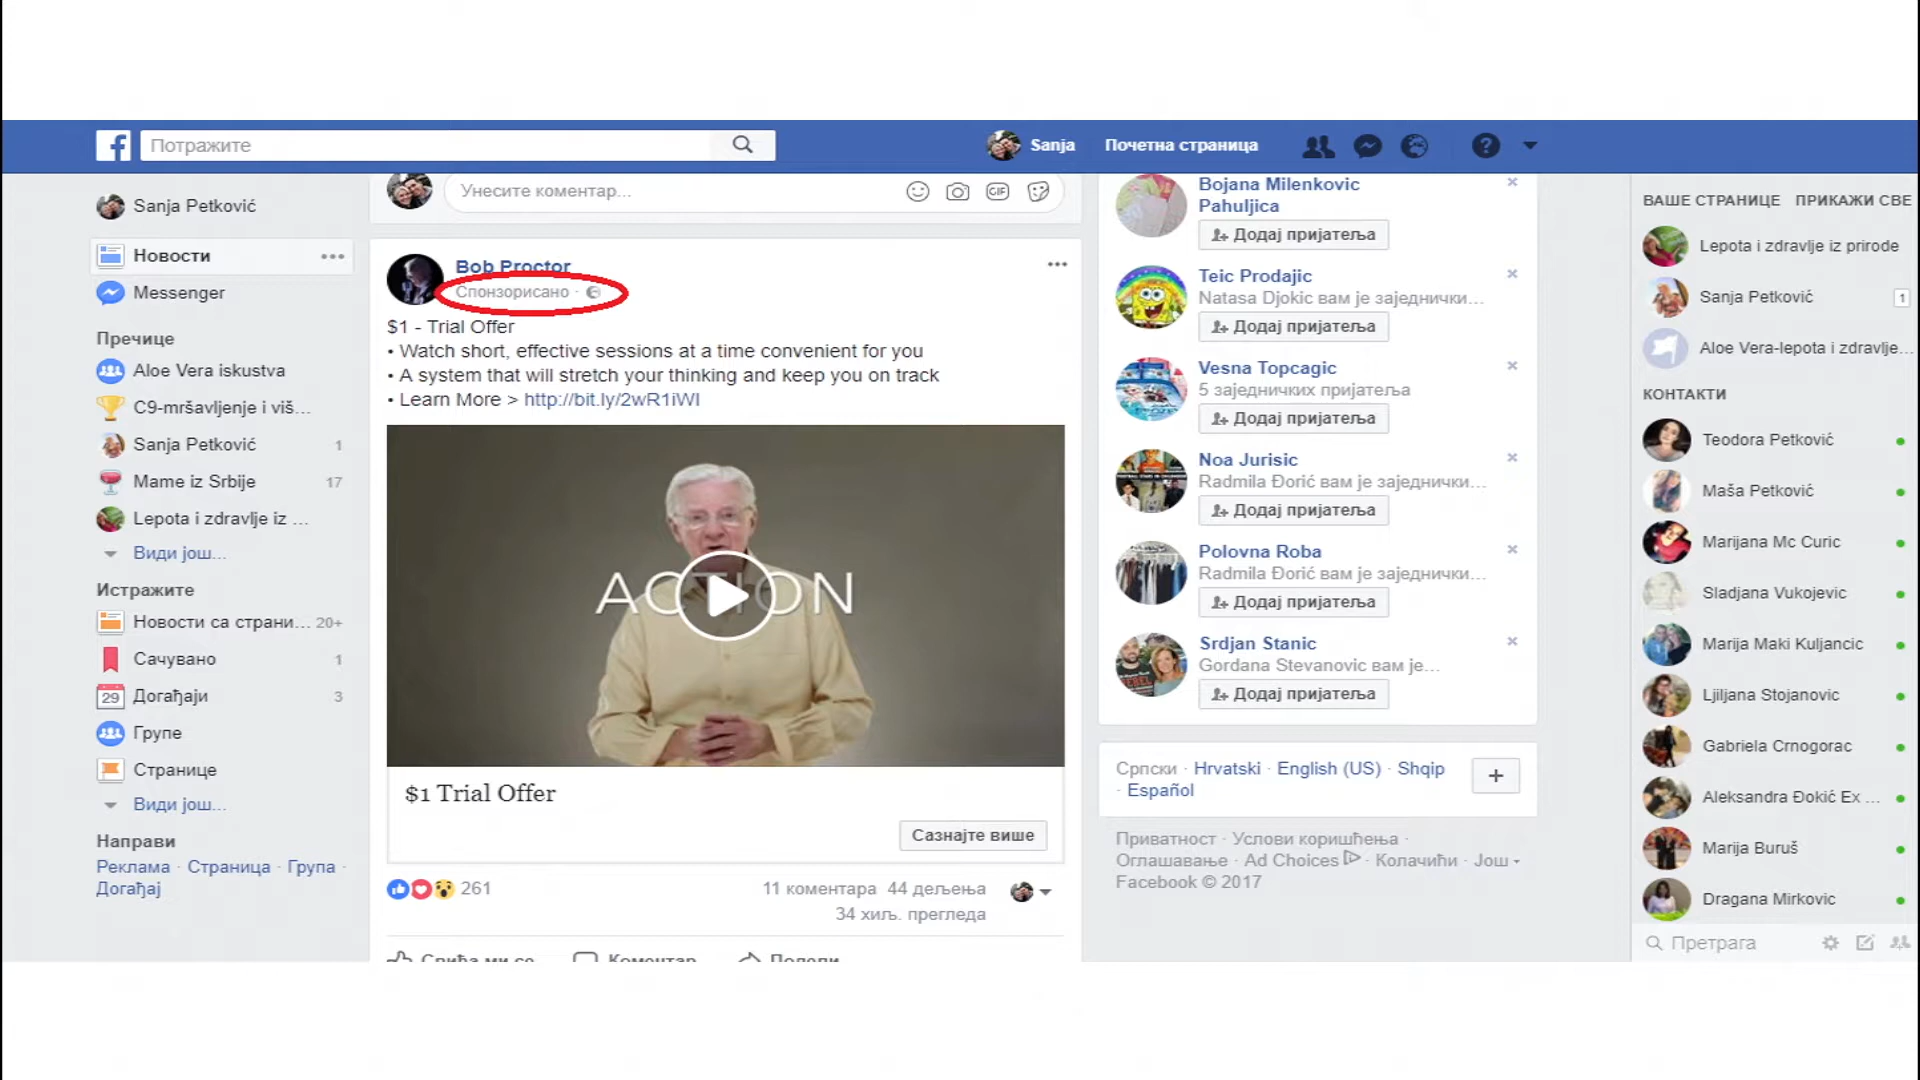 Потражите
Sanja
Почетна страница
Sanja Petković
Новости
Messenger
Пречице
Aloe Vera iskustva
C9-mršavljenje i viš...
Sanja Petković 1
Mame iz Srbije 17
Lepota i zdravlje iz ...
Види још...
Истражите
Новости са страни... 20+
Сачувано 1
29 Догађаји 3
Групе
Странице
Види још...
Направи
Реклама · Страница · Група ·
Догађај
Унесите коментар...
GIF
Bob Proctor
Спонзорисано ·
$1 - Trial Offer
• Watch short, effective sessions at a time convenient for you
• A system that will stretch your thinking and keep you on track
• Learn More > http://bit.ly/2wR1iWI
ACTION
$1 Trial Offer
Сазнајте више
261
11 коментара 44 дељења
34 хиљ. прегледа
Свиђа ми се Коментар Подели
Bojana Milenkovic
Pahuljica
Додај пријатеља
Teic Prodajic
Natasa Djokic вам је заједнички...
Додај пријатеља
Vesna Topcagic
5 заједничких пријатеља
Додај пријатеља
Noa Jurisic
Radmila Đorić вам је заједнички...
Додај пријатеља
Polovna Roba
Radmila Đorić вам је заједнички...
Додај пријатеља
Srdjan Stanic
Gordana Stevanovic вам је...
Додај пријатеља
Српски · Hrvatski · English (US) · Shqip
· Español
Приватност · Услови коришћења ·
Оглашавање · Ad Choices · Колачићи · Још
Facebook © 2017
ВАШЕ СТРАНИЦЕ ПРИКАЖИ СВЕ
Lepota i zdravlje iz prirode
Sanja Petković 1
Aloe Vera-lepota i zdravlje...
КОНТАКТИ
Teodora Petković
Maša Petković
Marijana Mc Curic
Sladjana Vukojevic
Marija Maki Kuljancic
Ljiljana Stojanovic
Gabriela Crnogorac
Aleksandra Đokić Ex ...
Marija Buruš
Dragana Mirkovic
Претрага